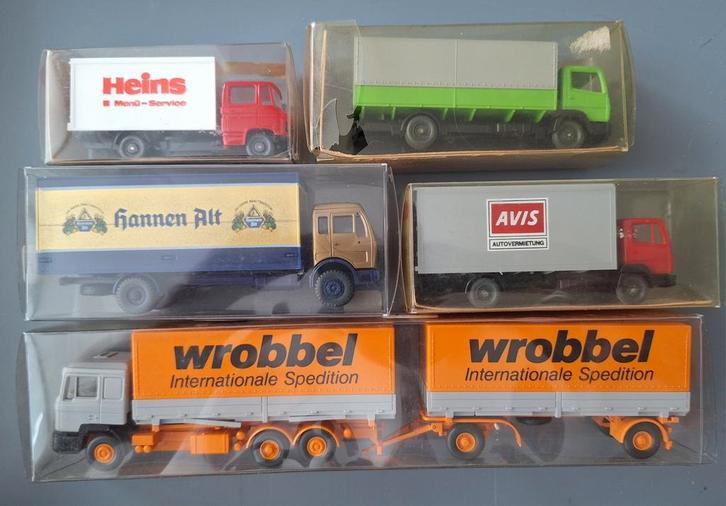 Heins
Menü-Service
Hannen Alt
AVIS
AUTOVERMIETUNG
wrobbel
Internationale Spedition
wrobbel
Internationale Spedition